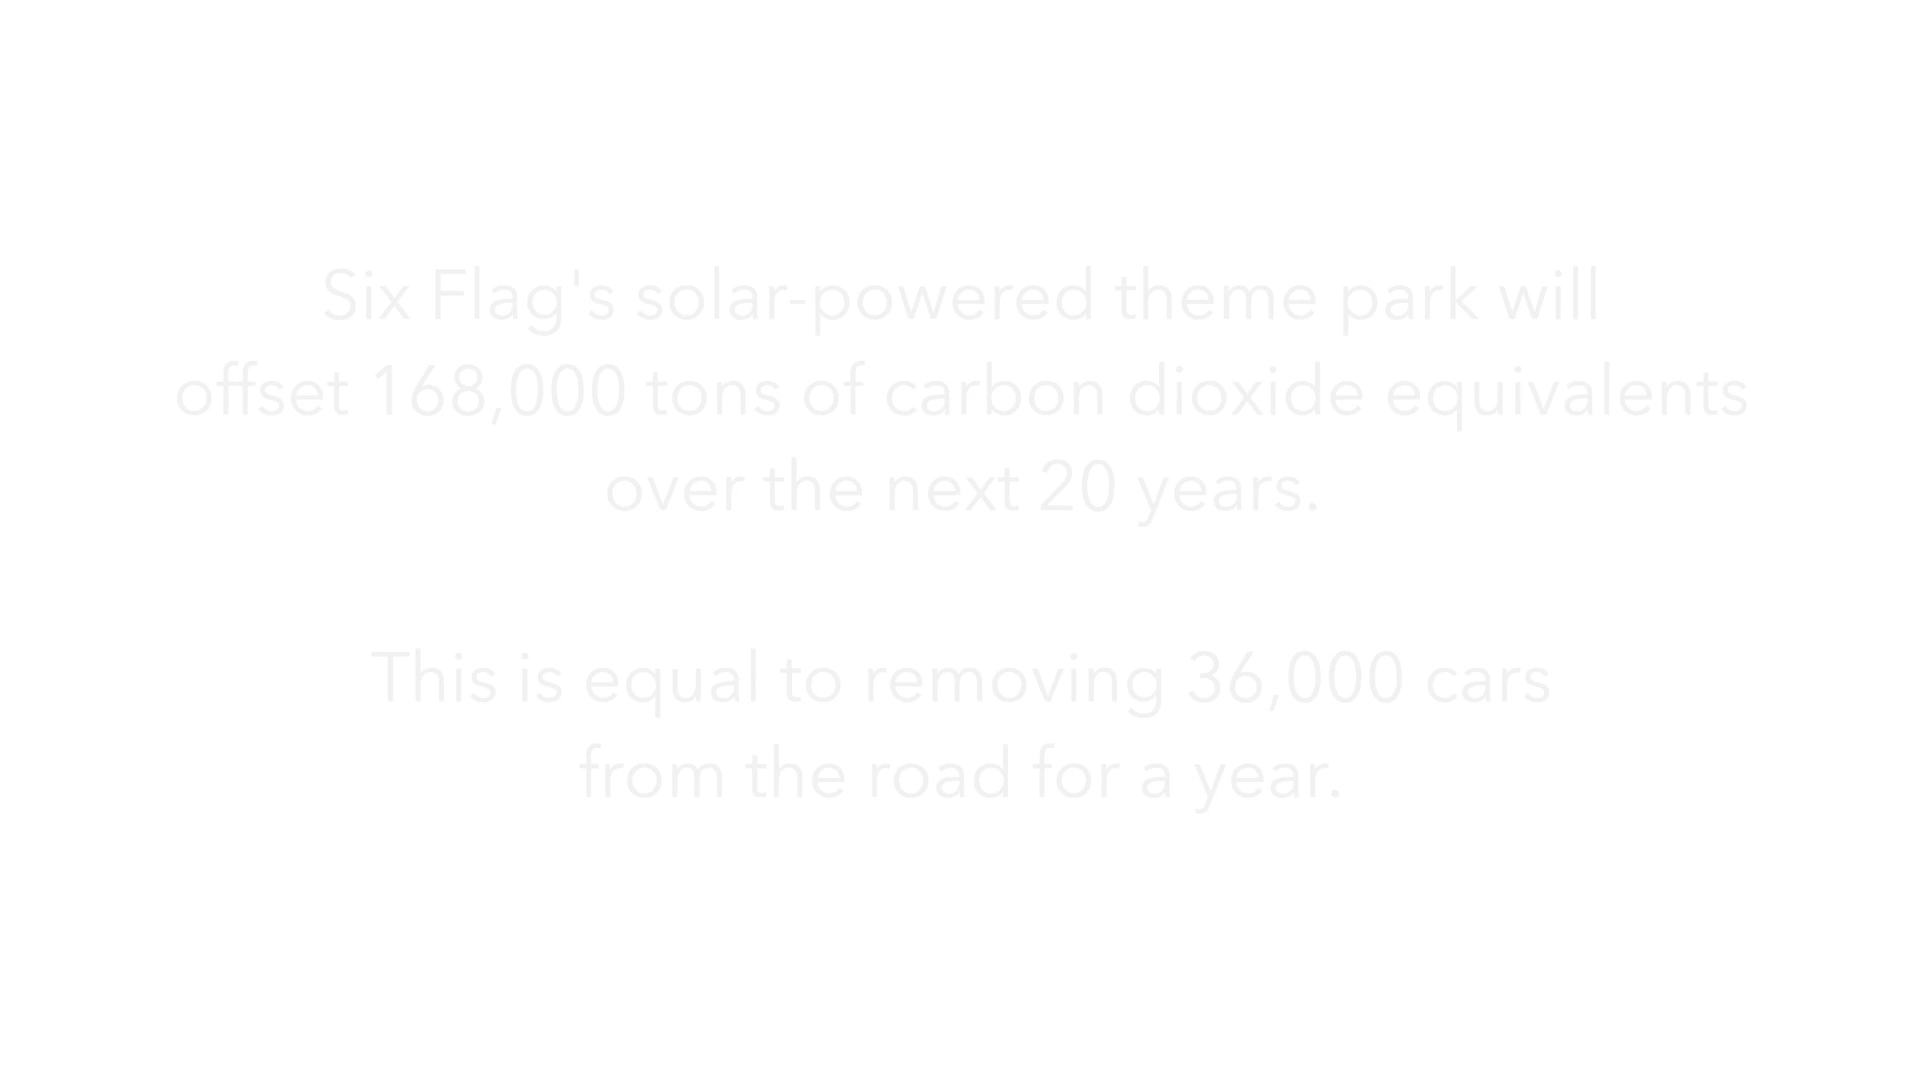 Six Flag's solar-powered theme park will
offset 168,000 tons of carbon dioxide equivalents
over the next 20 years.
This is equal to removing 36,000 cars
from the road for a year.